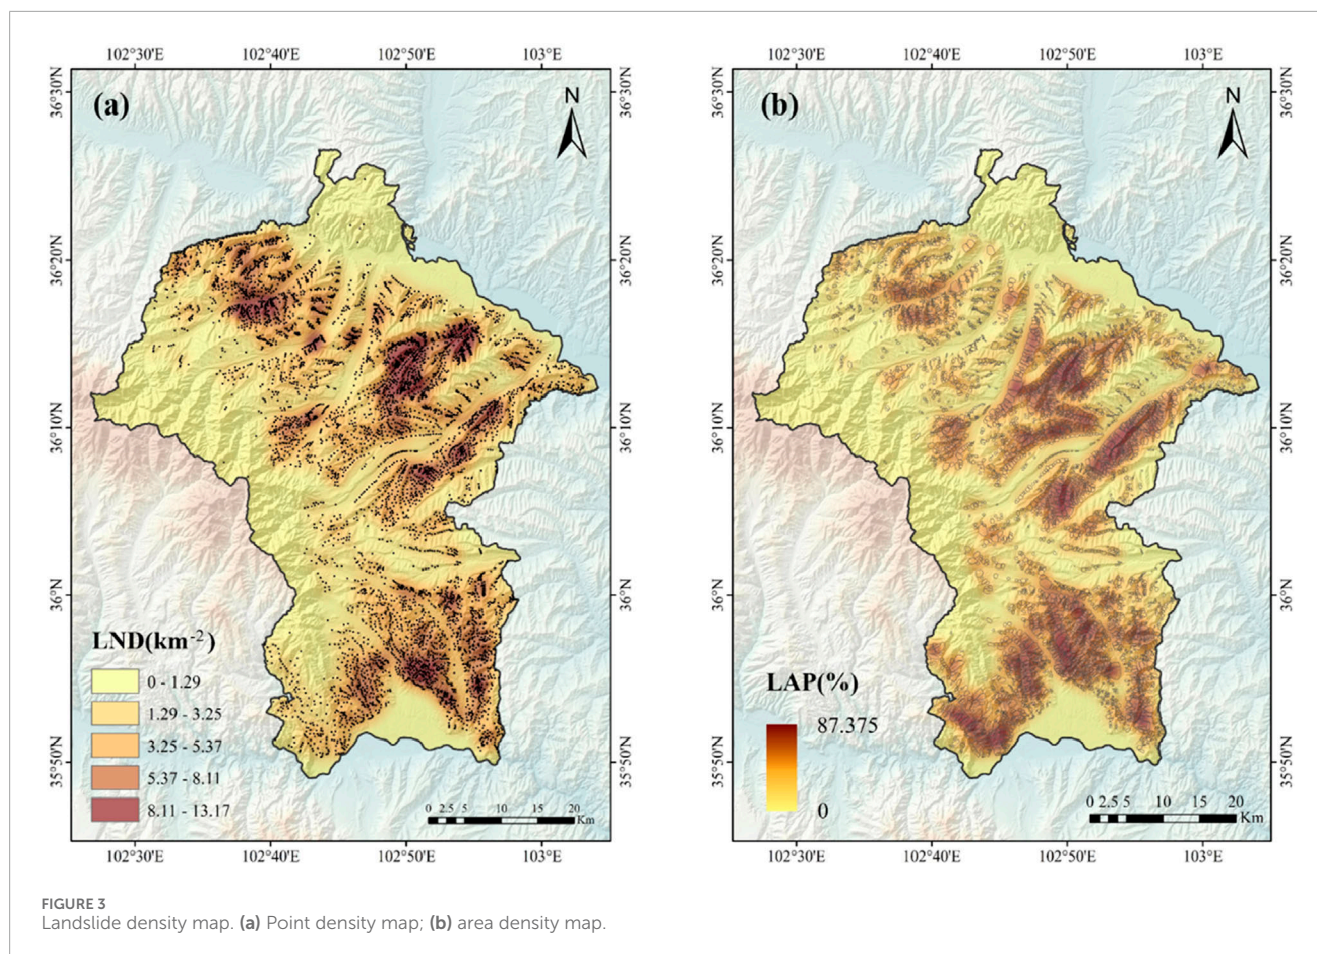 102°30'E 102°40'E 102°50'E 103°E
36°30'N
36°20'N
36°10'N
36°N
35°50'N
(a)
N
36°30'N
36°20'N
36°10'N
36°N
35°50'N
LND(km-2)
0 - 1.29
1.29 - 3.25
3.25 - 5.37
5.37 - 8.11
8.11 - 13.17
0 2.5 5 10 15 20
Km
102°30'E 102°40'E 102°50'E 103°E
102°30'E 102°40'E 102°50'E 103°E
36°30'N
36°20'N
36°10'N
36°N
35°50'N
(b)
N
36°30'N
36°20'N
36°10'N
36°N
35°50'N
LAP(%)
87.375
0
0 2.5 5 10 15 20
Km
102°30'E 102°40'E 102°50'E 103°E
FIGURE 3
Landslide density map. (a) Point density map; (b) area density map.